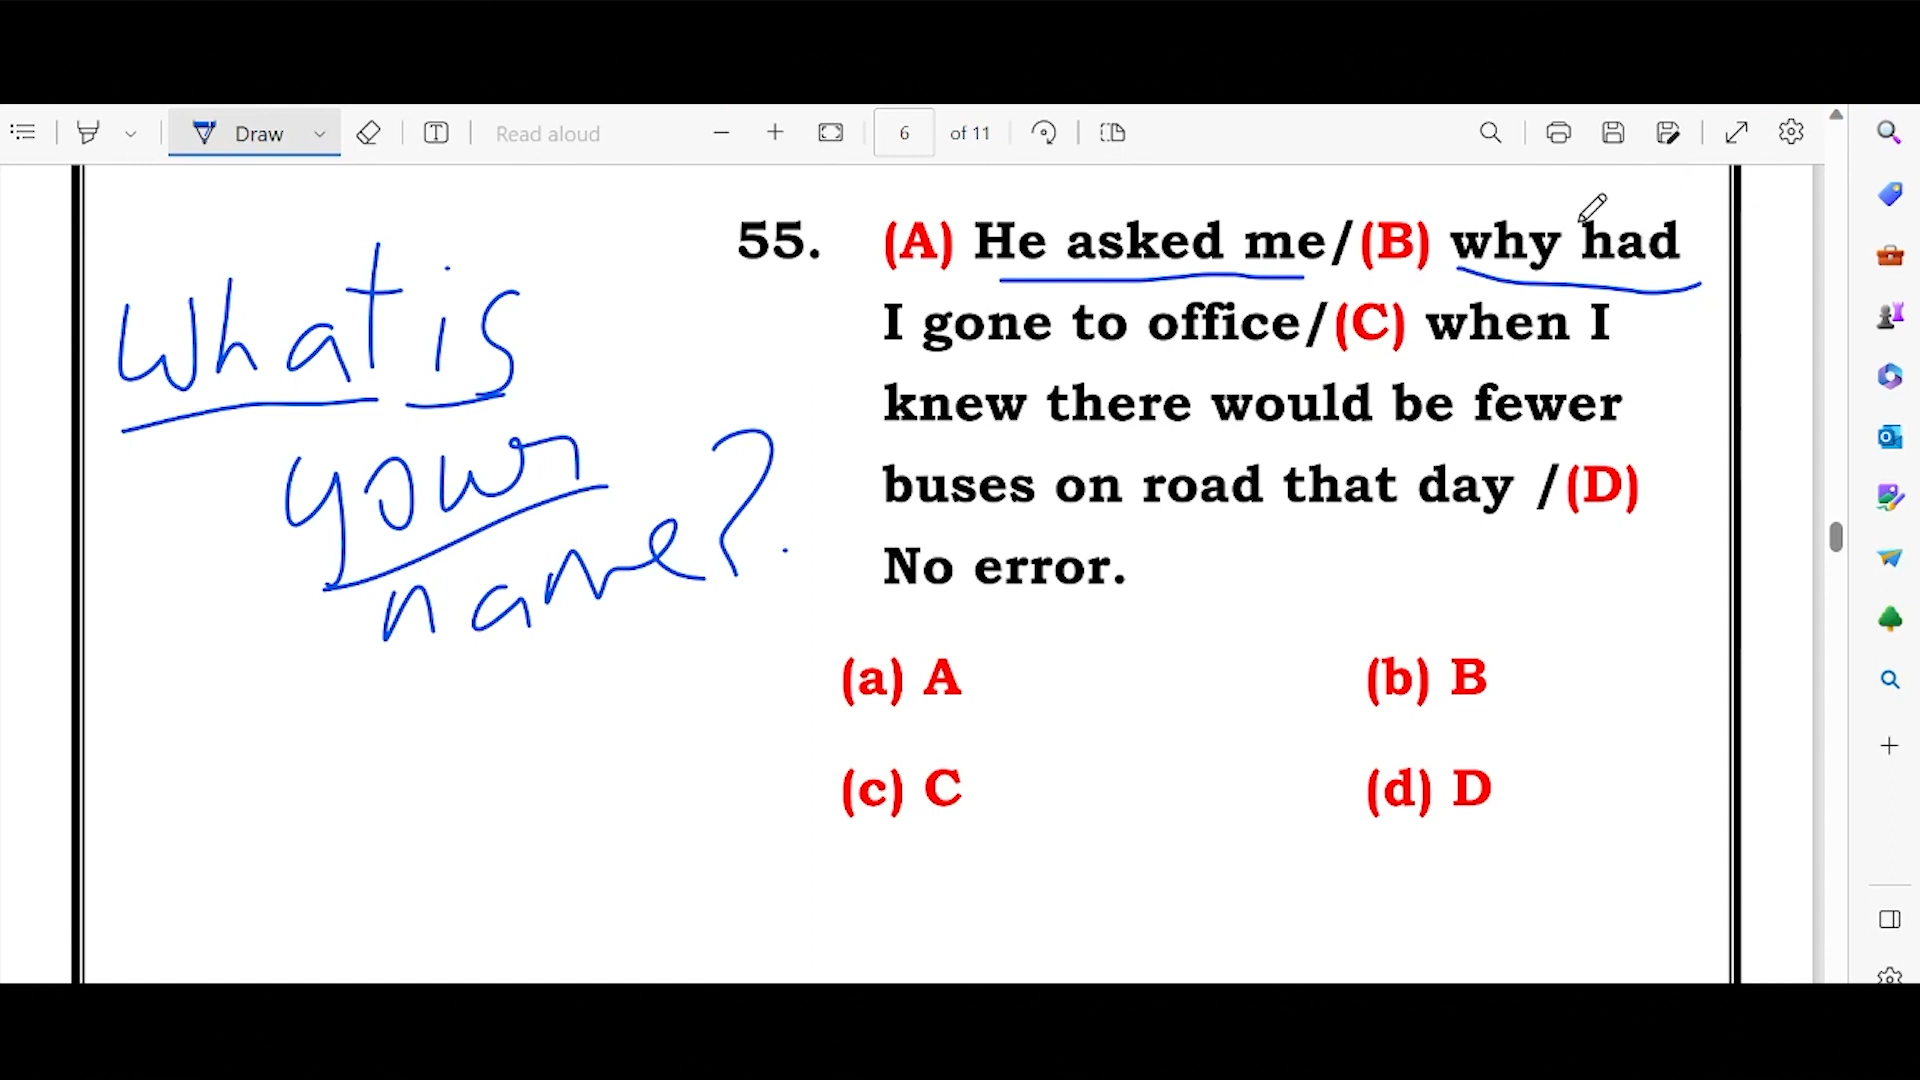 Draw
Read aloud
6 of 11
What is
your
name?
55. (A) He asked me/(B) why had
I gone to office/(C) when I
knew there would be fewer
buses on road that day /(D)
No error.
(a) A (b) B
(c) C (d) D